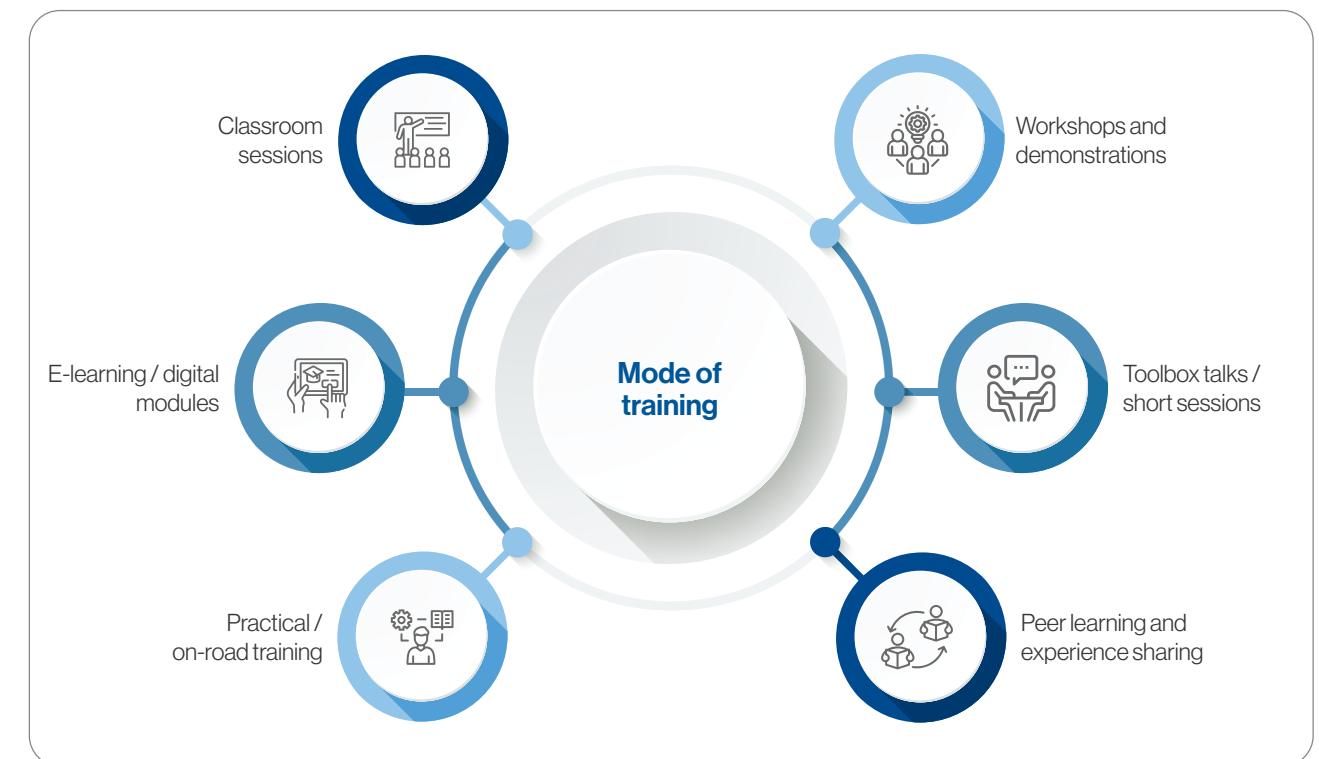 Classroom
sessions
Workshops and
demonstrations
E-learning / digital
modules
Mode of
training
Toolbox talks /
short sessions
Practical /
on-road training
Peer learning and
experience sharing